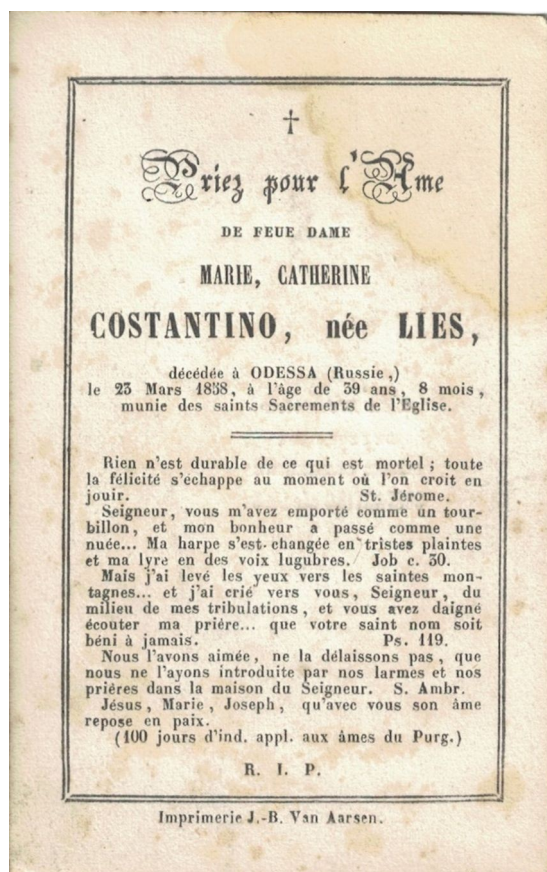 †
Priez pour l'Ame
DE FEUE DAME
MARIE, CATHERINE
COSTANTINO, née LIES,
décédée à ODESSA (Russie,)
le 23 Mars 1858, à l'âge de 39 ans, 8 mois,
munie des saints Sacrements de l'Eglise.
Rien n'est durable de ce qui est mortel ; toute
la félicité s'échappe au moment où l'on croit en
jouir. St. Jérome.
Seigneur, vous m'avez emporté comme un tour-
billon, et mon bonheur a passé comme une
nuée... Ma harpe s'est changée en tristes plaintes
et ma lyre en des voix lugubres. Job c. 30.
Mais j'ai levé les yeux vers les saintes mon-
tagnes... et j'ai crié vers vous, Seigneur, du
milieu de mes tribulations, et vous avez daigné
écouter ma prière... que votre saint nom soit
béni à jamais. Ps. 119.
Nous l'avons aimée, ne la délaissons pas, que
nous ne l'ayons introduite par nos larmes et nos
prières dans la maison du Seigneur. S. Ambr.
Jésus, Marie, Joseph, qu'avec vous son âme
repose en paix.
(100 jours d'ind. appl. aux âmes du Purg.)
R. I. P.
Imprimerie J.-B. Van Aarsen.